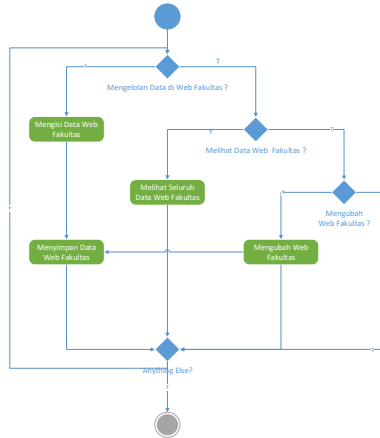 Y
T
Mengelolan Data di Web Fakultas ?
Mengisi Data Web
Fakultas
Y
T
Melihat Data Web Fakultas ?
Melihat Seluruh
Data Web Fakultas
Y
Mengubah
Web Fakultas ?
Y
Menyimpan Data
Web Fakultas
Mengubah Web
Fakultas
T
Anything Else?
T